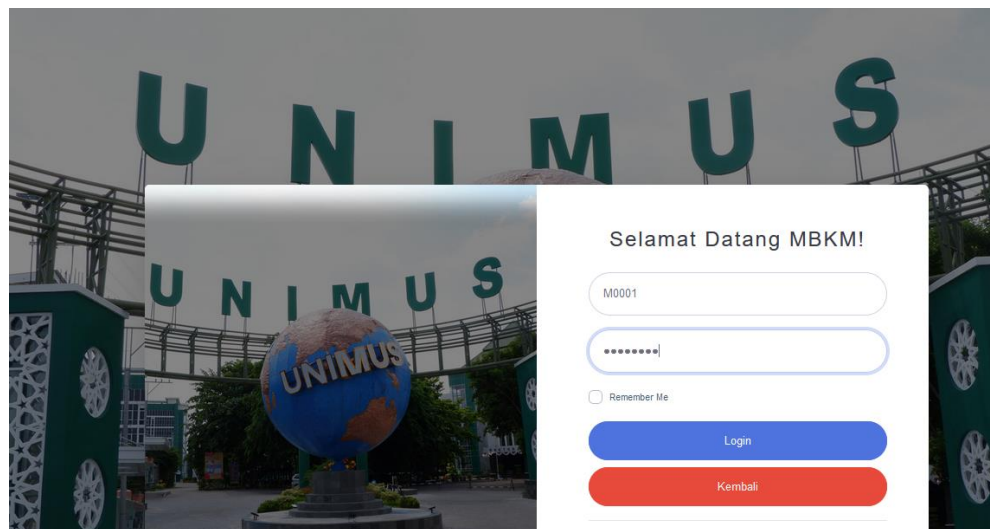 UNIMUS
UNIMUS
UNIMUS
Selamat Datang MBKM!
M0001
Remember Me
Login
Kembali